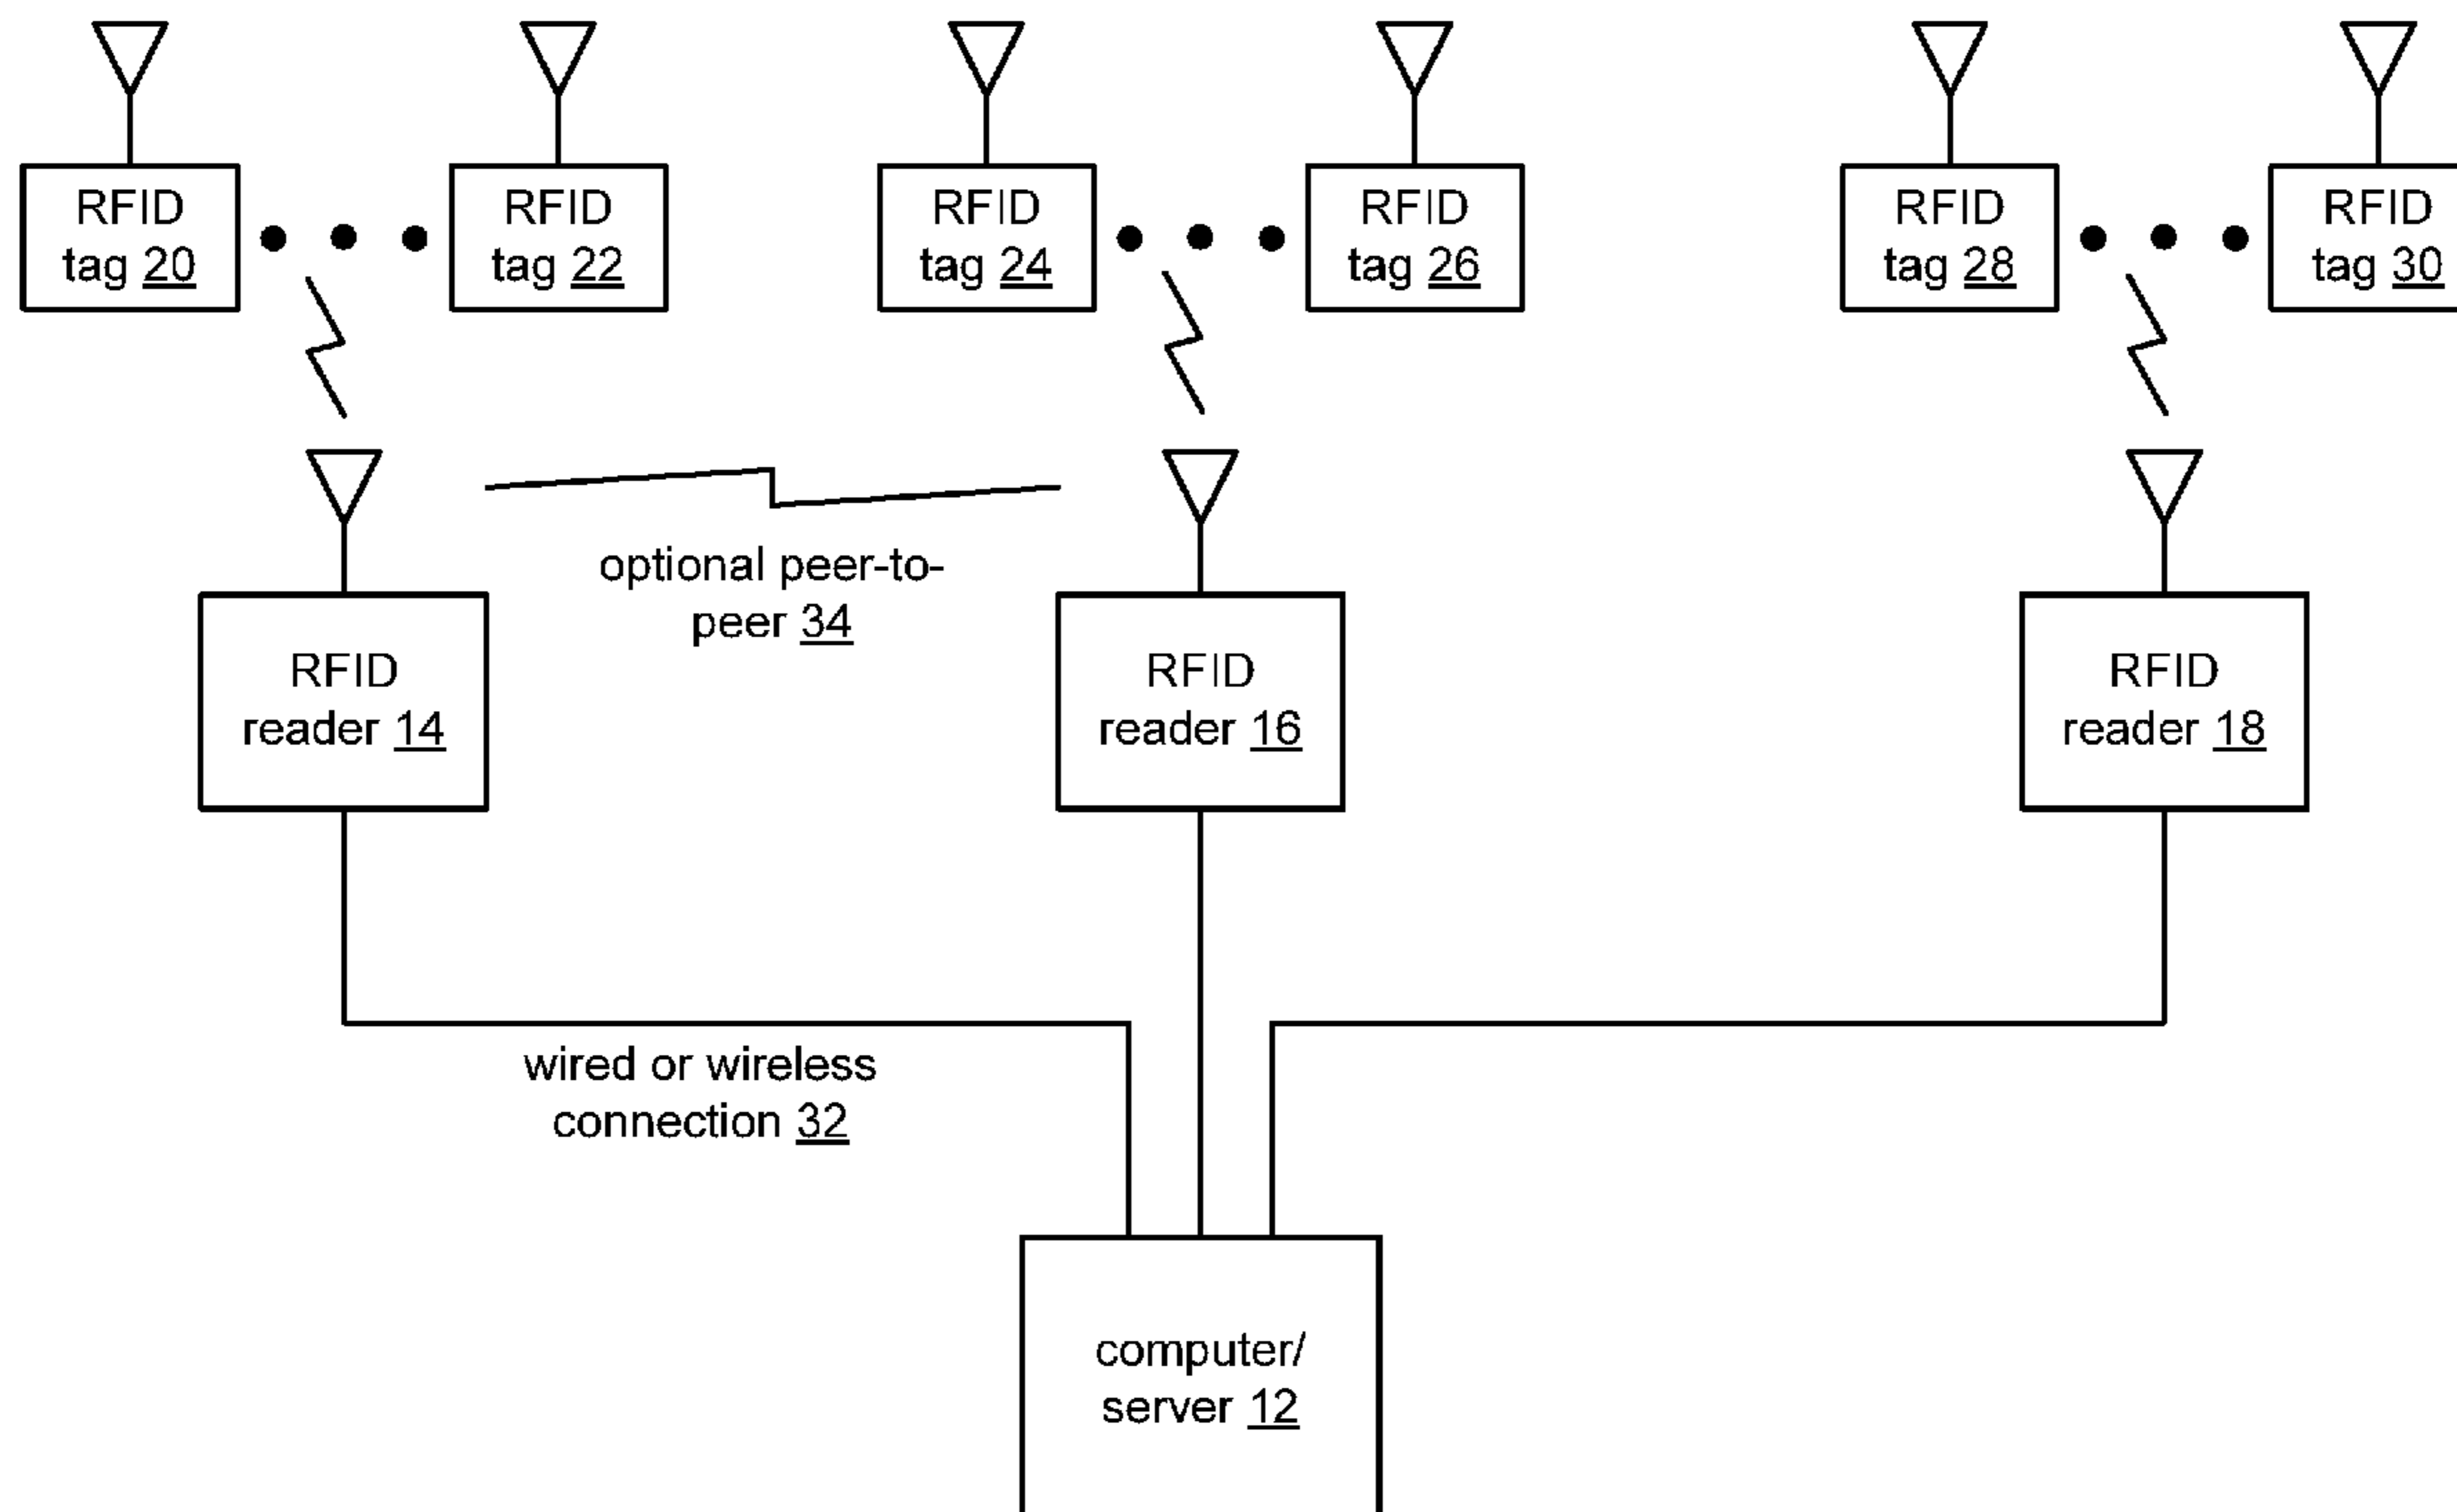 RFID
tag 20
RFID
tag 22
RFID
tag 24
RFID
tag 26
RFID
tag 28
RFID
tag 30
optional peer-to-
peer 34
RFID
reader 14
RFID
reader 16
RFID
reader 18
wired or wireless
connection 32
computer/
server 12